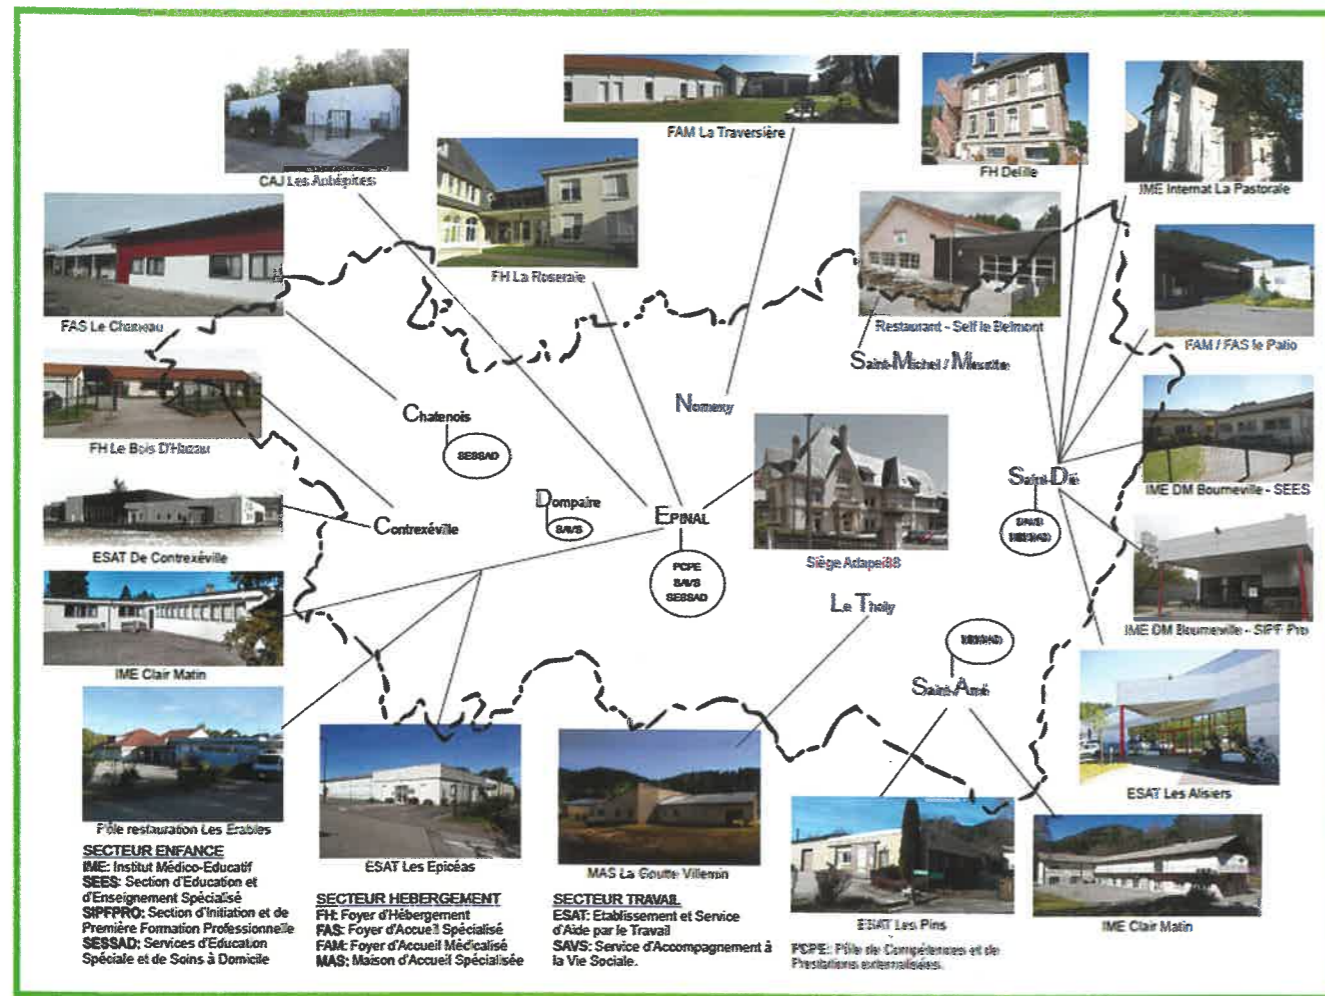 FAM La Traversière
FH Delille
CAJ Les Aubépines
IME Internat La Pastorale
FH La Roseraie
FAS Le Chateau
Restaurant - Self le Belmont
FAM / FAS le Patio
Saint-Michel / Meurthe
Nomexy
Chatenois
SESSAD
FH Le Bois D'Hazau
Saint-Dié
IME DM Bourneville - SEES
Dompaire
SAVS
EPINAL
Contrexéville
SAVS
SESSAD
ESAT De Contrexéville
Siège Adapei88
PCPE
SAVS
SESSAD
Le Tholy
IME DM Bourneville - SIPF Pro
SESSAD
IME Clair Matin
Saint-Amé
ESAT Les Alisiers
Pôle restauration Les Erables
ESAT Les Epicéas
MAS La Goutte Villemin
ESAT Les Pins
IME Clair Matin
SECTEUR ENFANCE
IME: Institut Médico-Educatif
SEES: Section d'Education et
d'Enseignement Spécialisé
SIPFPRO: Section d'Initiation et de
Première Formation Professionnelle
SESSAD: Services d'Education
Spéciale et de Soins à Domicile
SECTEUR HEBERGEMENT
FH: Foyer d'Hébergement
FAS: Foyer d'Accueil Spécialisé
FAM: Foyer d'Accueil Médicalisé
MAS: Maison d'Accueil Spécialisée
SECTEUR TRAVAIL
ESAT: Etablissement et Service
d'Aide par le Travail
SAVS: Service d'Accompagnement à
la Vie Sociale.
PCPE: Pôle de Compétences et de
Prestations externalisées.